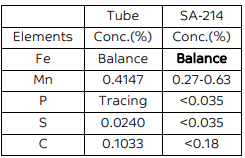 Tube SA-214
Elements Conc.(%) Conc.(%)
Fe Balance Balance
Mn 0.4147 0.27-0.63
P Tracing <0.035
S 0.0240 <0.035
C 0.1033 <0.18